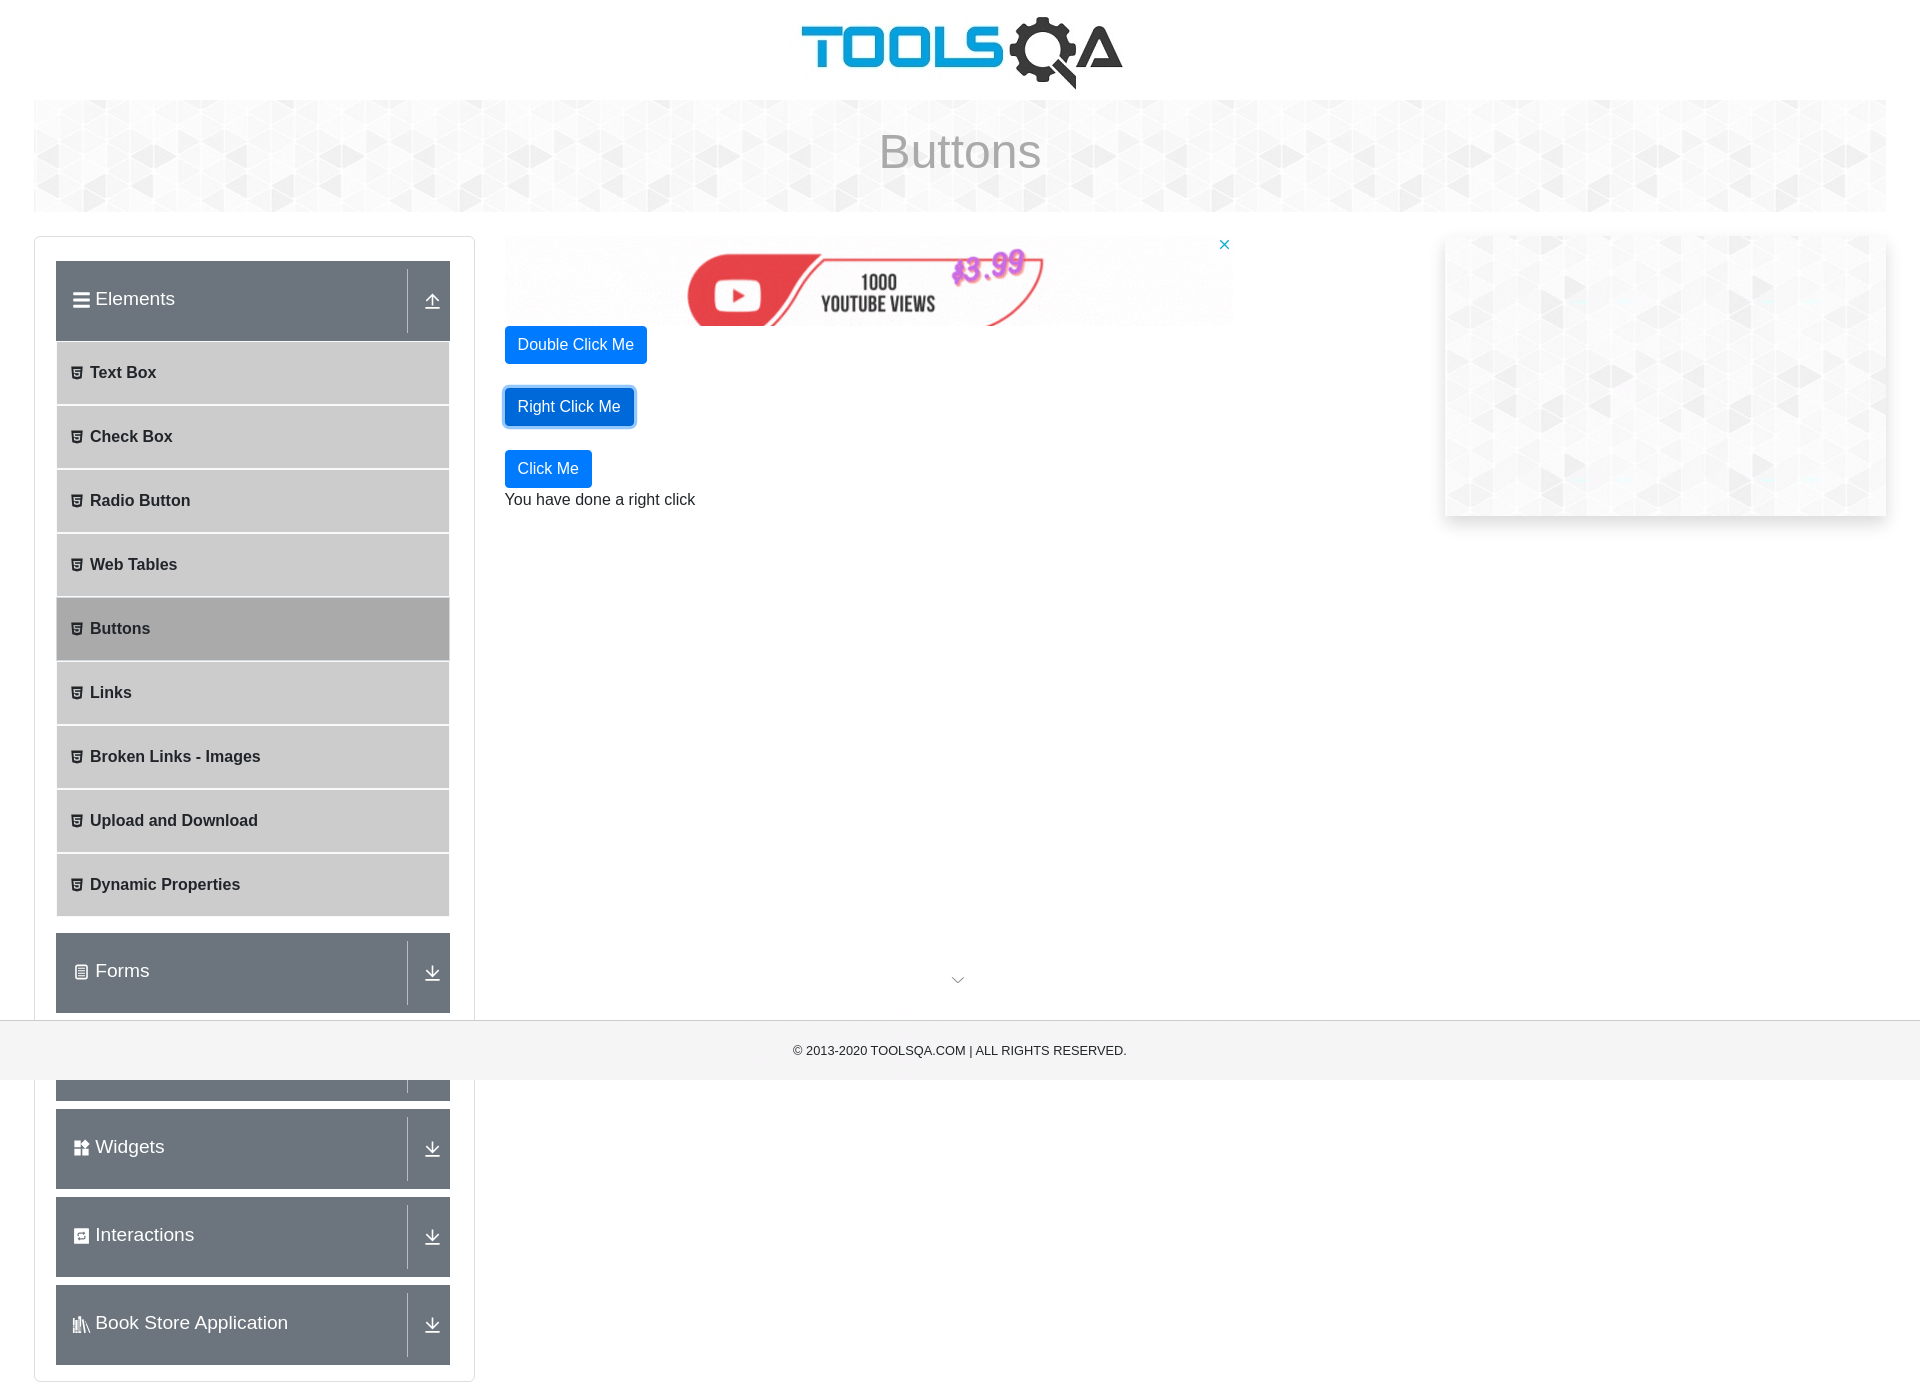 TOOLSQA
Buttons
Elements
Text Box
Check Box
Radio Button
Web Tables
Buttons
Links
Broken Links - Images
Upload and Download
Dynamic Properties
Forms
Widgets
Interactions
Book Store Application
1000
YOUTUBE VIEWS
$3.99
Double Click Me
Right Click Me
Click Me
You have done a right click
© 2013-2020 TOOLSQA.COM | ALL RIGHTS RESERVED.